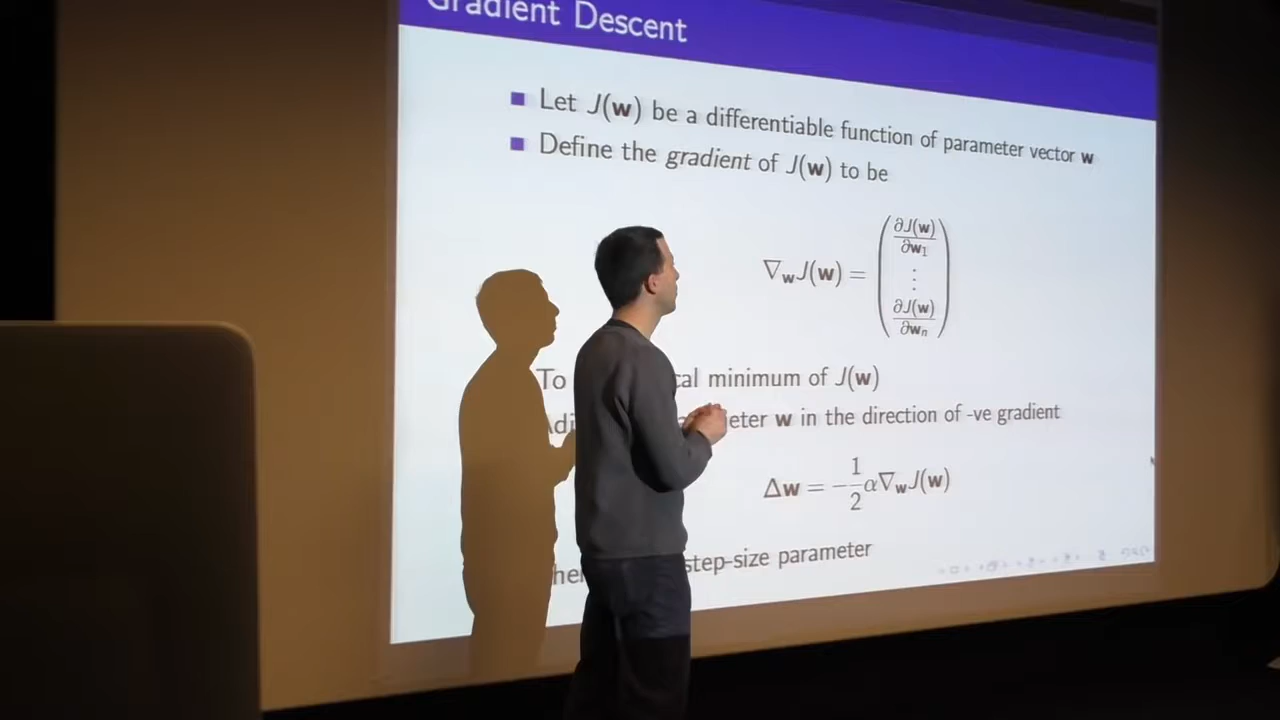 Gradient Descent
Let J(w) be a differentiable function of parameter vector w
Define the gradient of J(w) to be
∇wJ(w) = (∂J(w)/∂w1 ⋮ ∂J(w)/∂wn)
To cal minimum of J(w)
eter w in the direction of -ve gradient
Δw = −1/2 α∇wJ(w)
step-size parameter